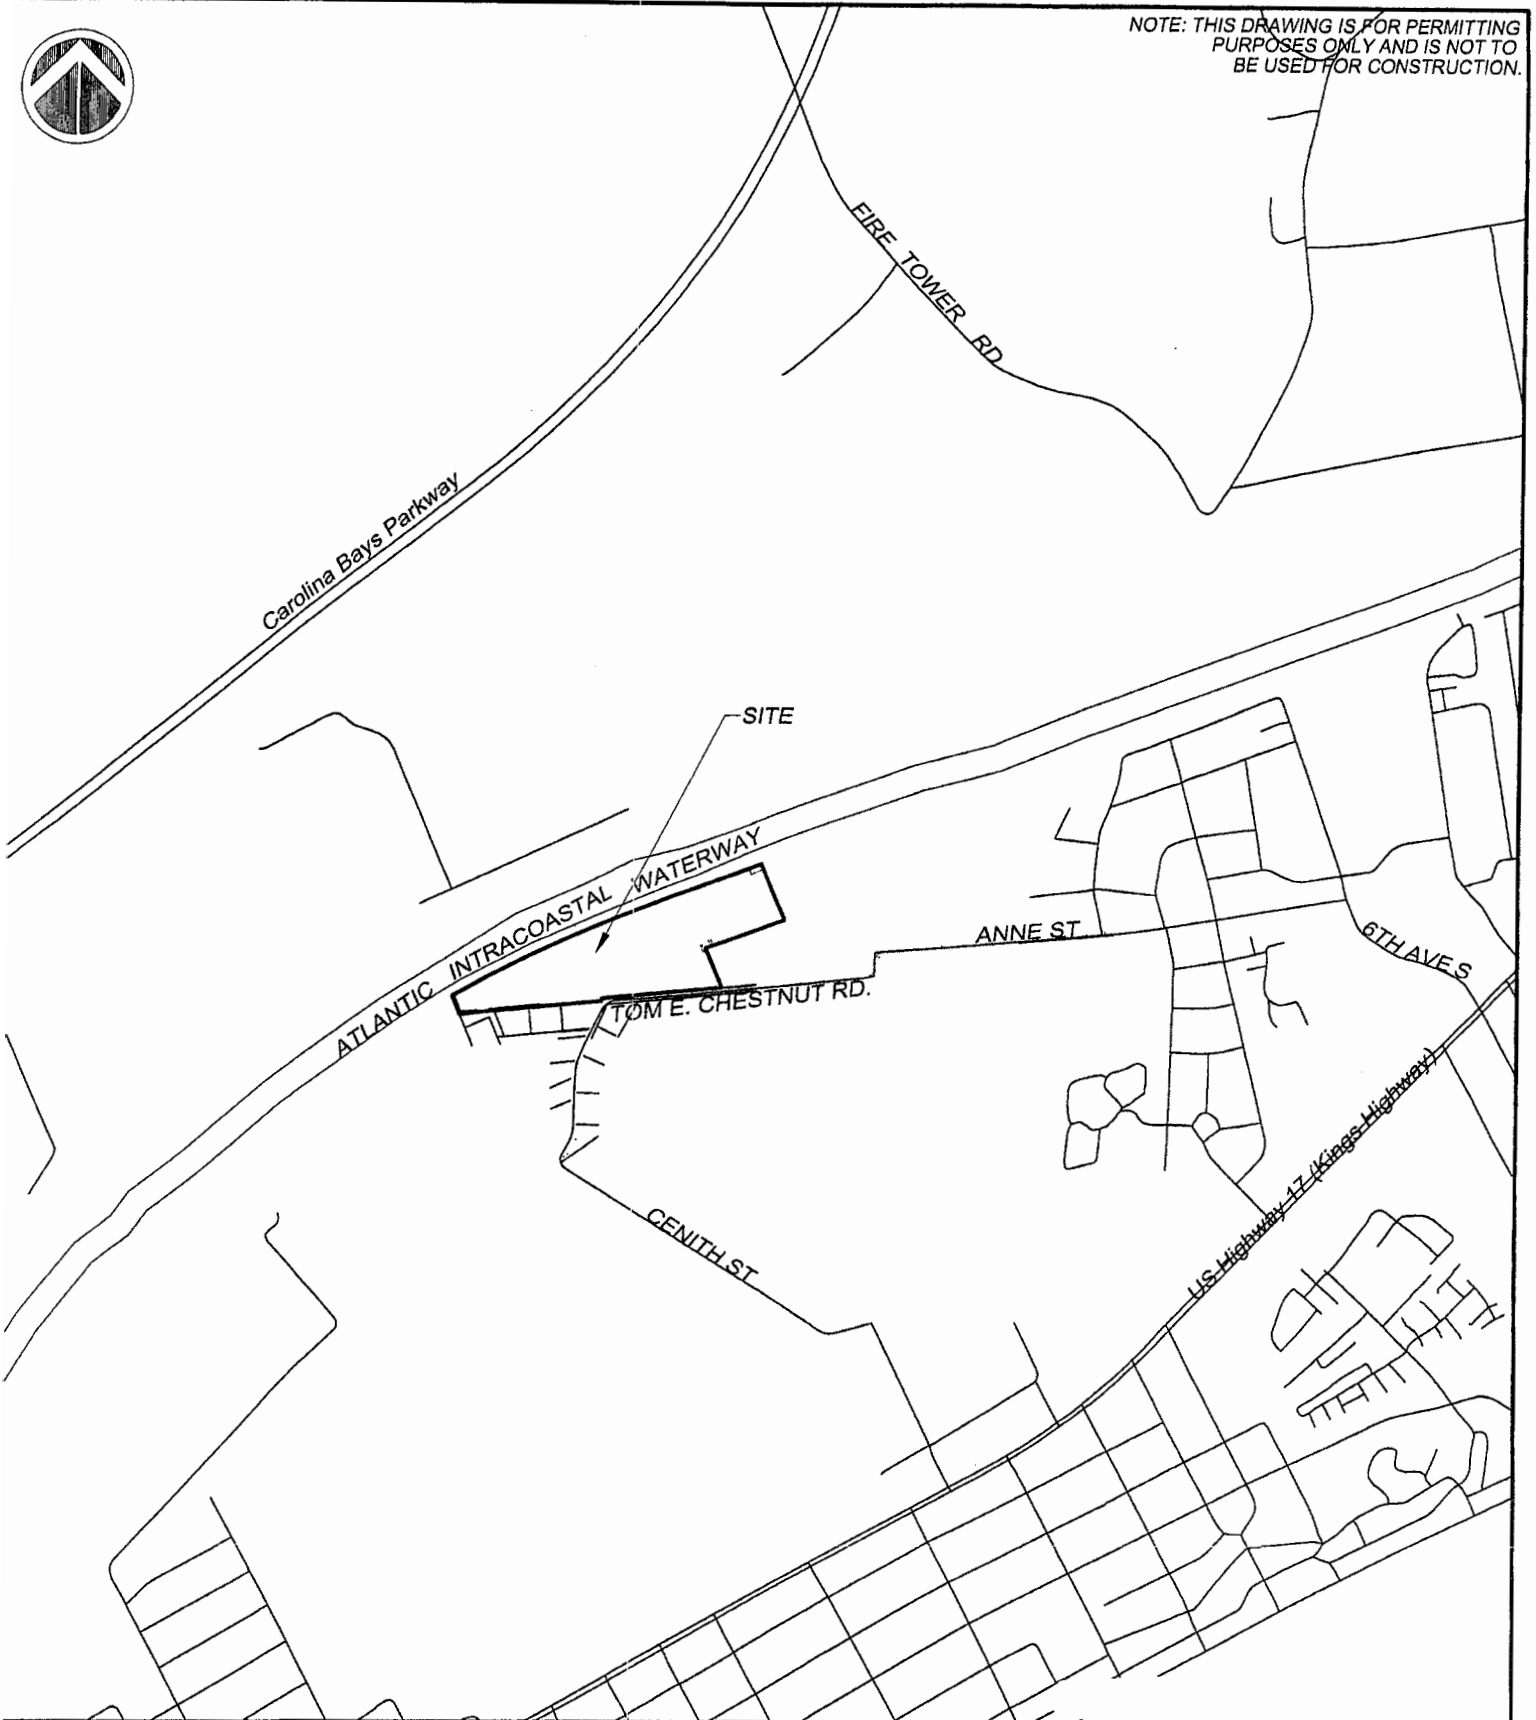 NOTE: THIS DRAWING IS FOR PERMITTING
PURPOSES ONLY AND IS NOT TO
BE USED FOR CONSTRUCTION.
FIRE TOWER RD
Carolina Bays Parkway
SITE
ATLANTIC INTRACOASTAL WATERWAY
ANNE ST
6TH AVE S
TOM E. CHESTNUT RD.
US Highway 17 (Kings Highway)
CENITH ST